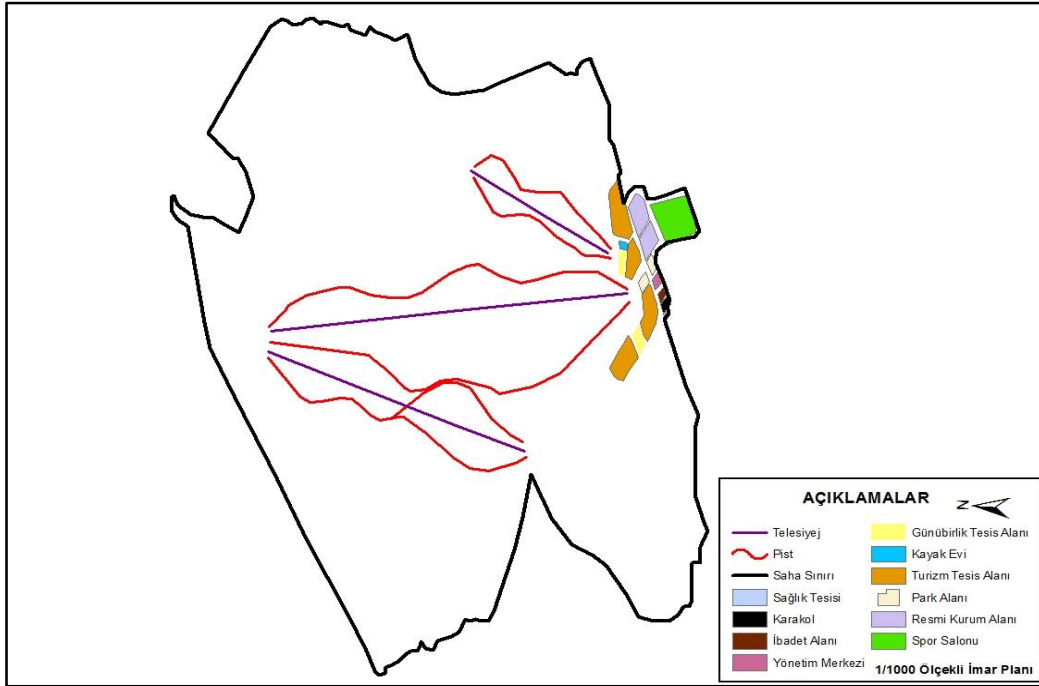 AÇIKLAMALAR
N
Telesiyej
Pist
Saha Sınırı
Sağlık Tesisi
Karakol
İbadet Alanı
Yönetim Merkezi
Günübirlik Tesis Alanı
Kayak Evi
Turizm Tesis Alanı
Park Alanı
Resmi Kurum Alanı
Spor Salonu
1/1000 Ölçekli İmar Planı